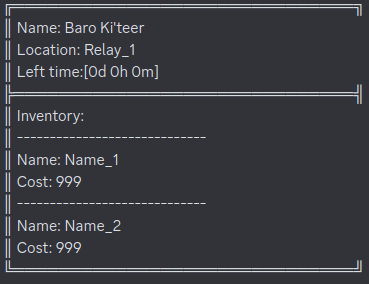 ╔══════════════════════════════╗
║ Name: Baro Ki'teer
║ Location: Relay_1
║ Left time:[0d 0h 0m]
╠══════════════════════════════╣
║ Inventory:
║ -----------------------------
║ Name: Name_1
║ Cost: 999
║ -----------------------------
║ Name: Name_2
║ Cost: 999
╚══════════════════════════════╝